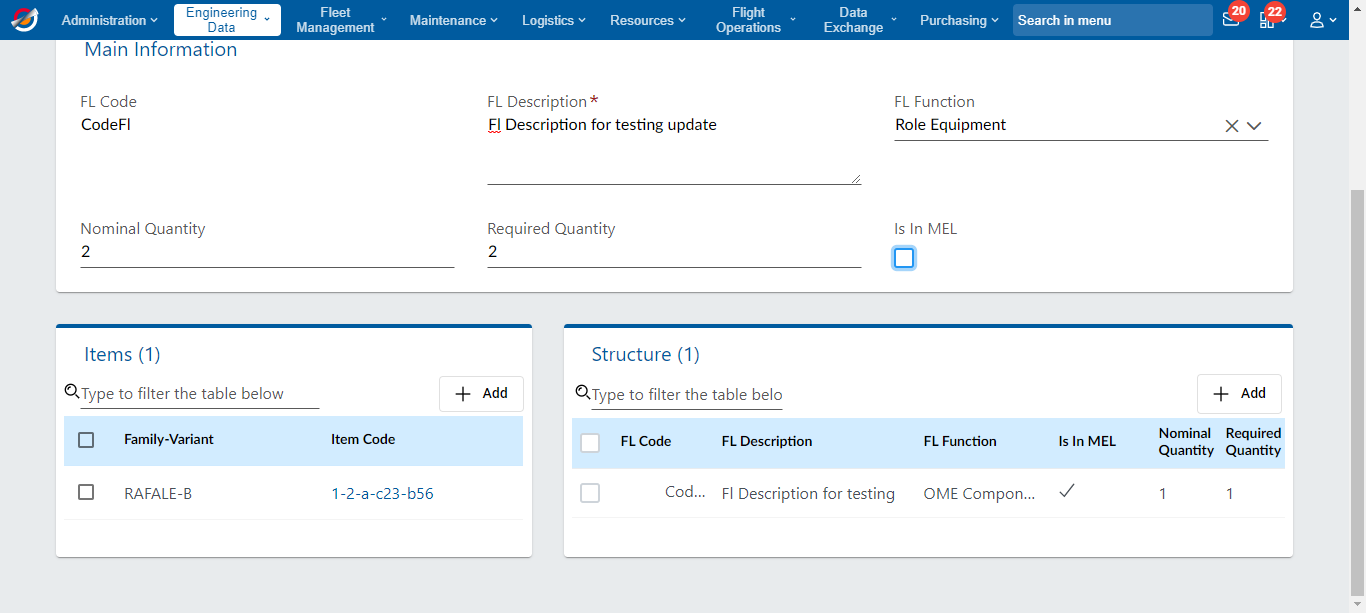 Administration
Engineering
Data
Fleet
Management
Maintenance
Logistics
Resources
Flight
Operations
Data
Exchange
Purchasing
Search in menu
20
22
Main Information
FL Code
CodeFl
FL Description*
Fl Description for testing update
FL Function
Role Equipment
Nominal Quantity
2
Required Quantity
2
Is In MEL
Items (1)
Type to filter the table below
Add
Family-Variant Item Code
RAFALE-B 1-2-a-c23-b56
Structure (1)
Type to filter the table belo
Add
FL Code FL Description FL Function Is In MEL Nominal Quantity Required Quantity
Cod... Fl Description for testing OME Compon... 1 1